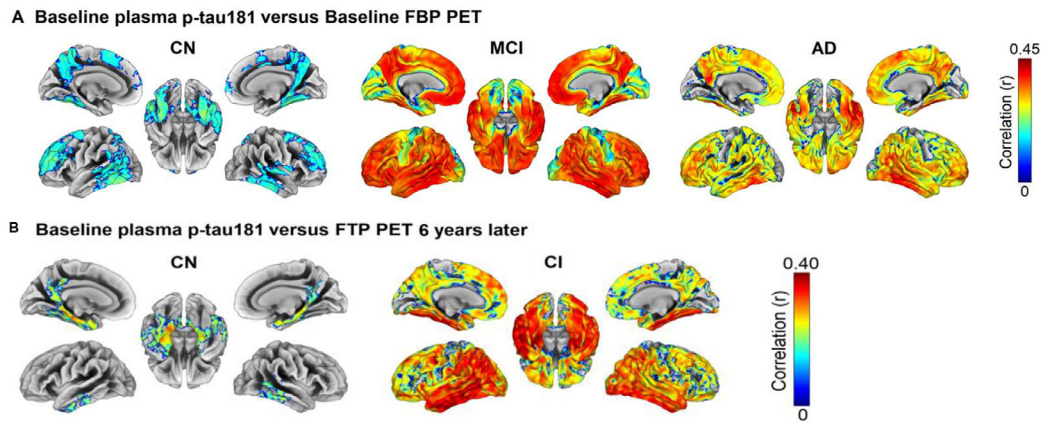 A Baseline plasma p-tau181 versus Baseline FBP PET
CN
MCI
AD
0.45
Correlation (r)
0
B Baseline plasma p-tau181 versus FTP PET 6 years later
CN
CI
0.40
Correlation (r)
0